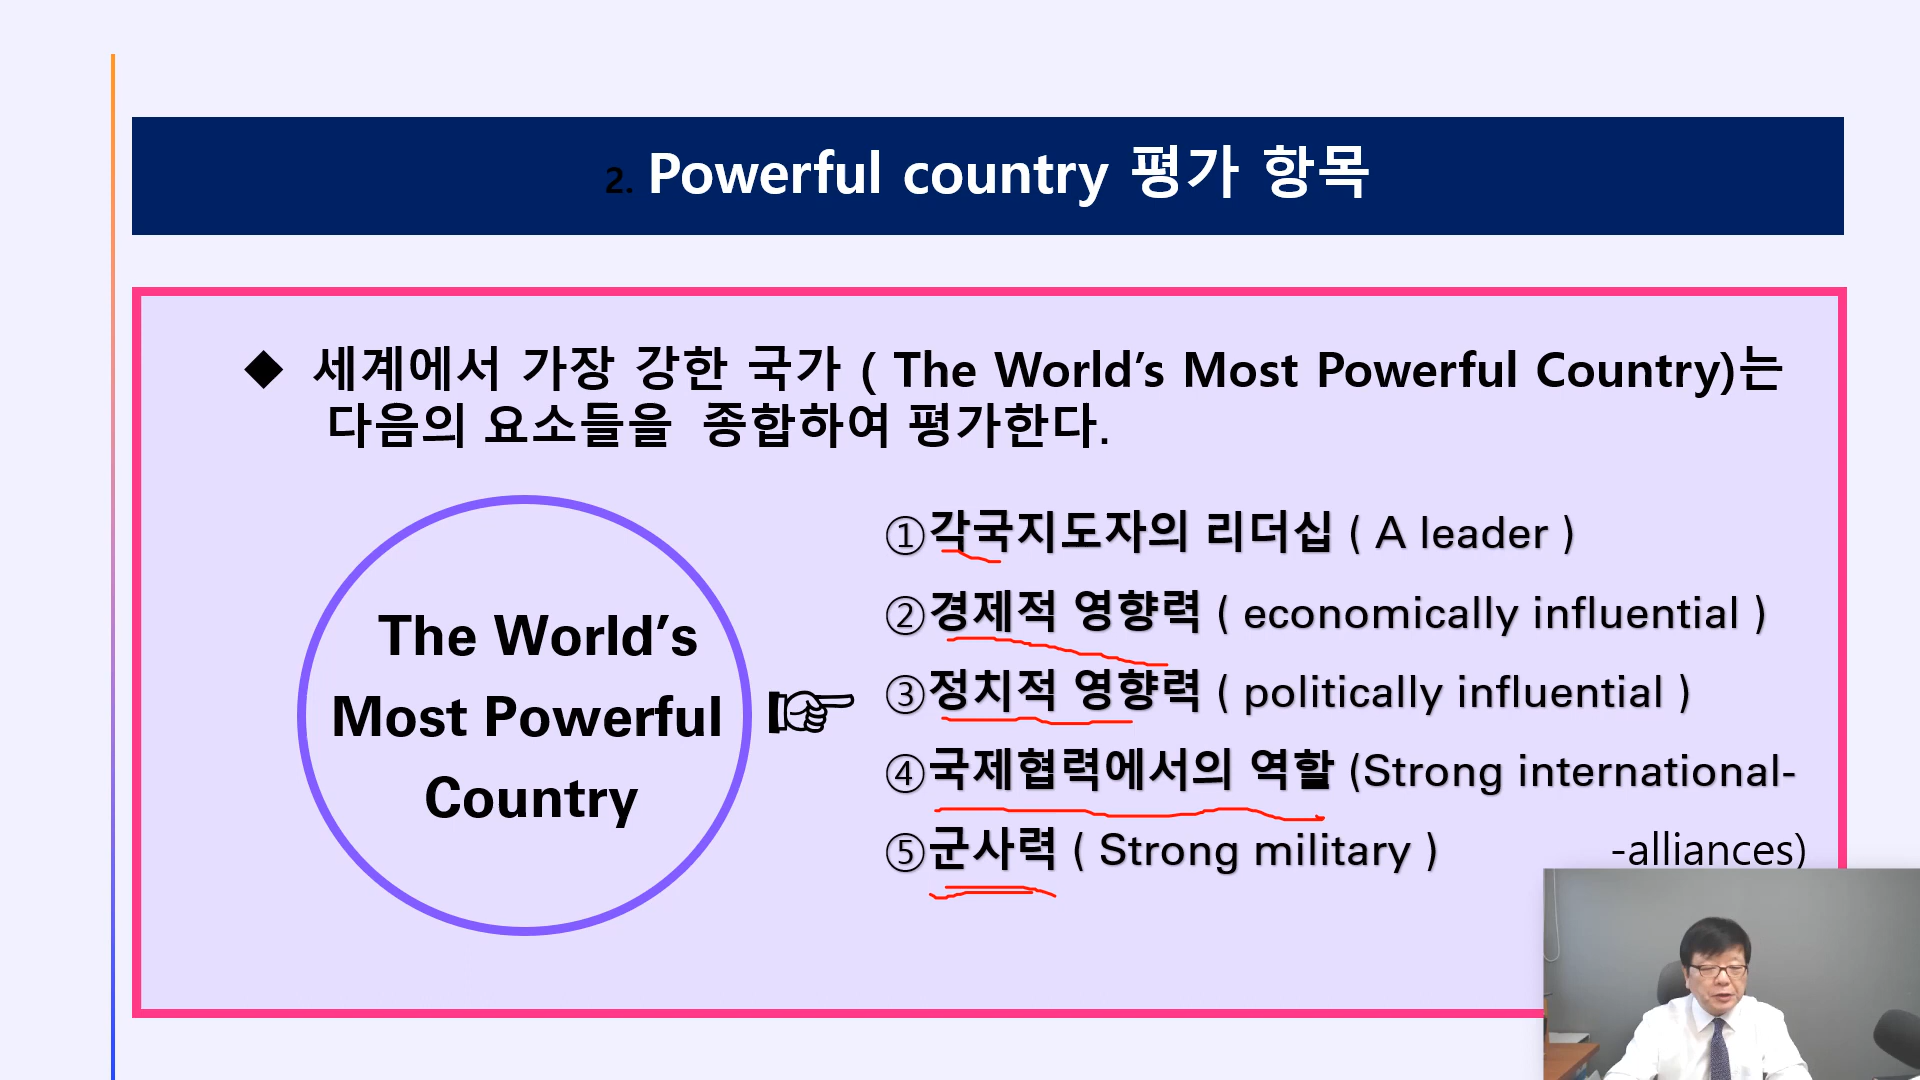 2. Powerful country 평가 항목
◆ 세계에서 가장 강한 국가 ( The World’s Most Powerful Country)는
다음의 요소들을 종합하여 평가한다.
The World’s
Most Powerful
Country
①각국지도자의 리더십 ( A leader )
②경제적 영향력 ( economically influential )
③정치적 영향력 ( politically influential )
④국제협력에서의 역할 (Strong international-
⑤군사력 ( Strong military ) -alliances)